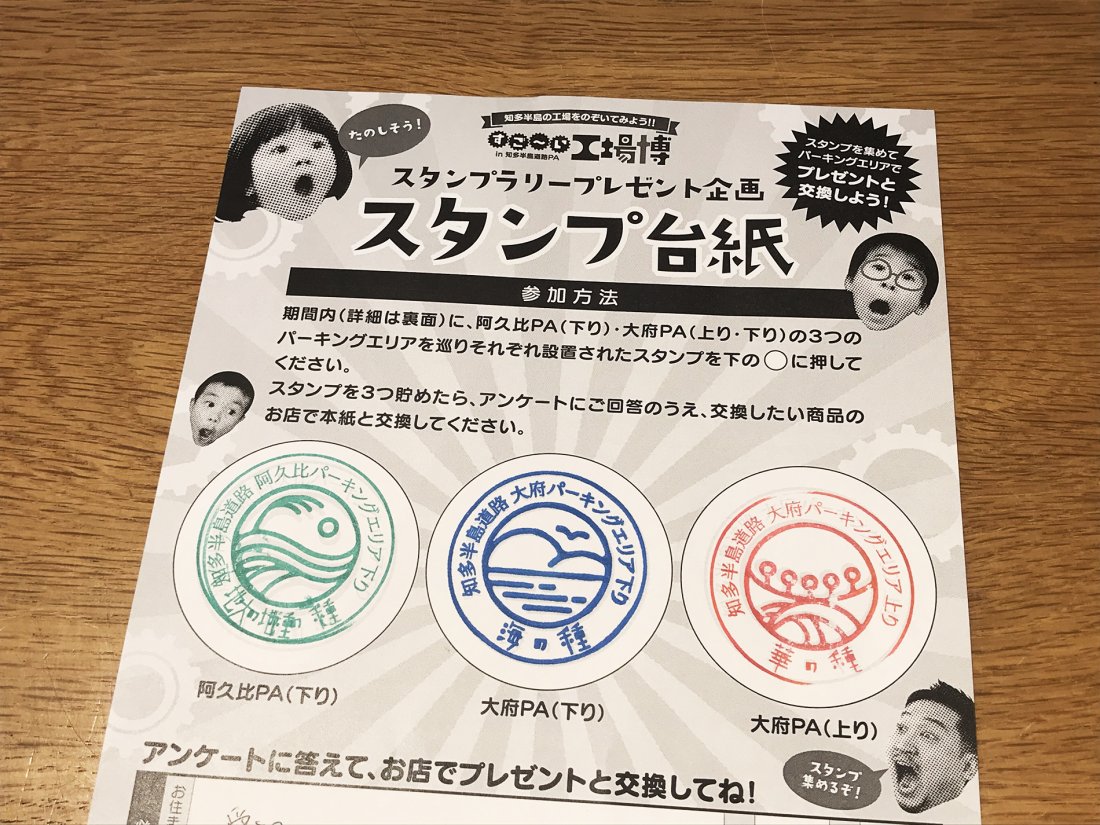 たのしそう!
知多半島の工場をのぞいてみよう!!
すご〜い工場博
in 知多半島道路PA
スタンプを集めて
パーキングエリアで
プレゼントと
交換しよう!
スタンプラリープレゼント企画
スタンプ台紙
参加方法
期間内(詳細は裏面)に、阿久比PA(下り)・大府PA(上り・下り)の3つの
パーキングエリアを巡りそれぞれ設置されたスタンプを下の◯に押して
ください。
スタンプを3つ貯めたら、アンケートにご回答のうえ、交換したい商品の
お店で本紙と交換してください。
知多半島道路 阿久比パーキングエリア 下り
知多半島道路 大府パーキングエリア 下り
海の種
知多半島道路 大府パーキングエリア 上り
華の種
阿久比PA(下り)
大府PA(下り)
大府PA(上り)
アンケートに答えて、お店でプレゼントと交換してね!
スタンプ
集めるぞ!
お住ま